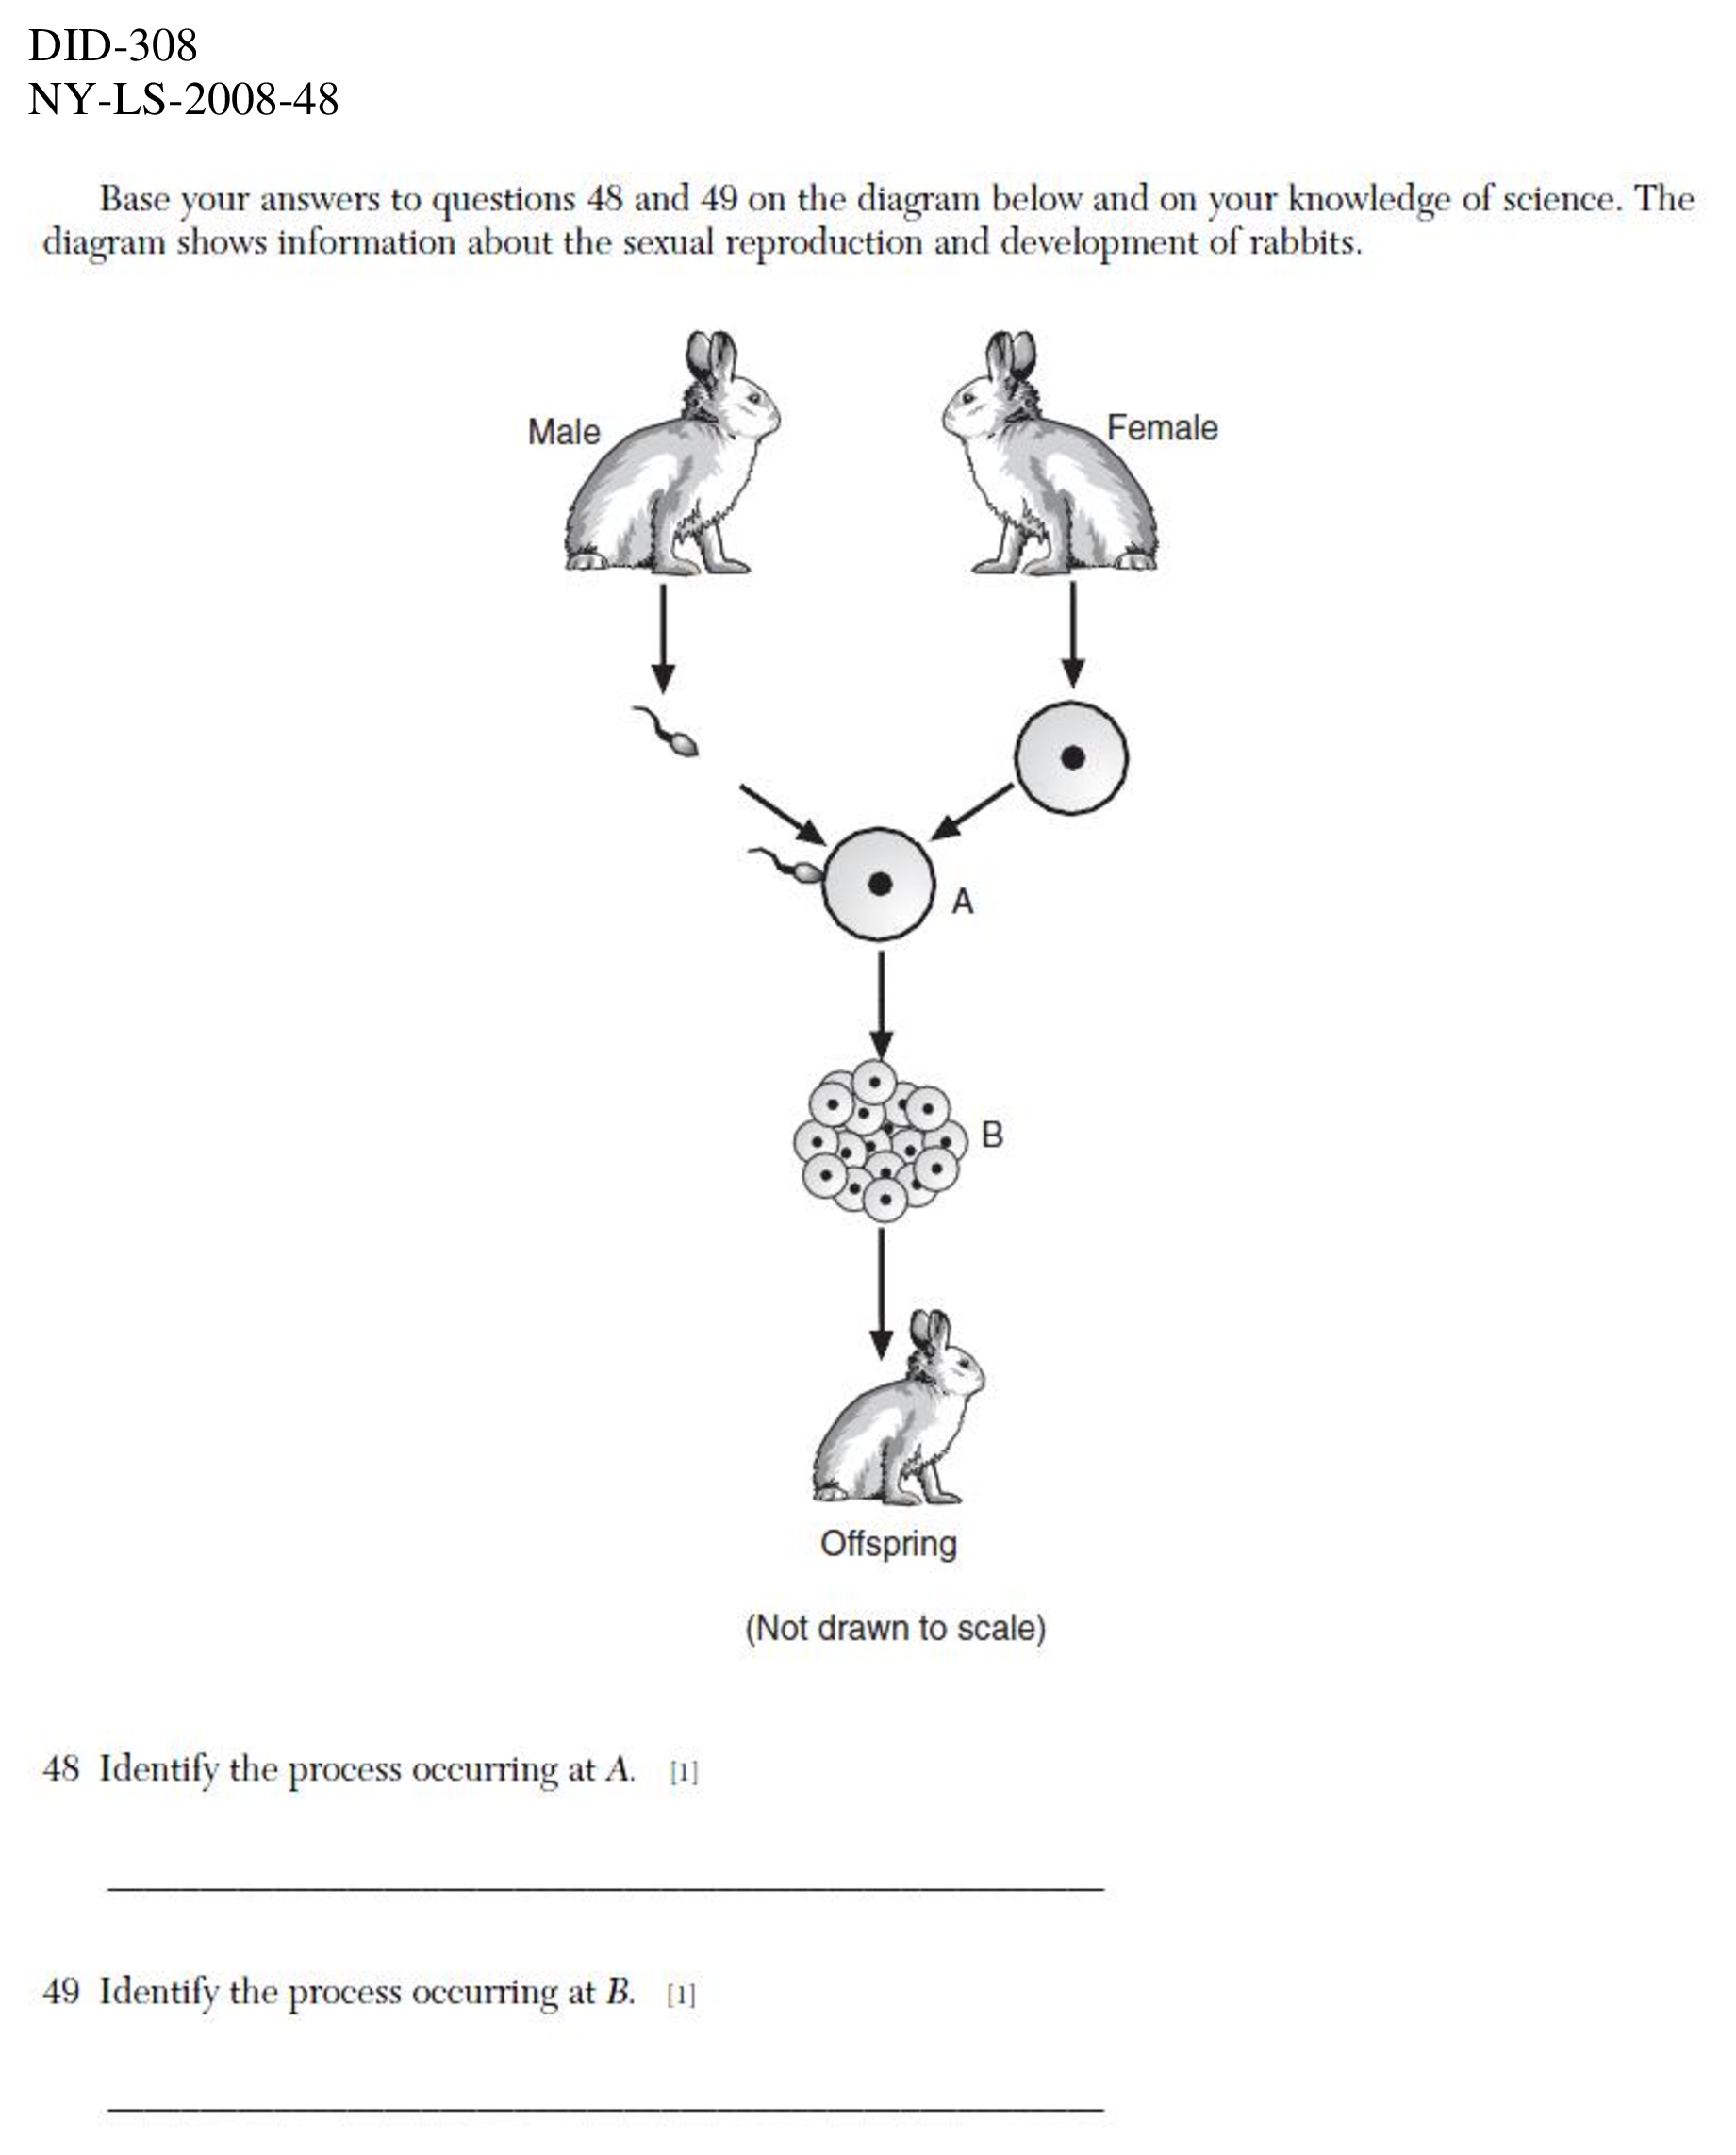 DID-308
NY-LS-2008-48
Base your answers to questions 48 and 49 on the diagram below and on your knowledge of science. The
diagram shows information about the sexual reproduction and development of rabbits.
Male
Female
A
B
Offspring
(Not drawn to scale)
48 Identify the process occurring at A. [1]
49 Identify the process occurring at B. [1]